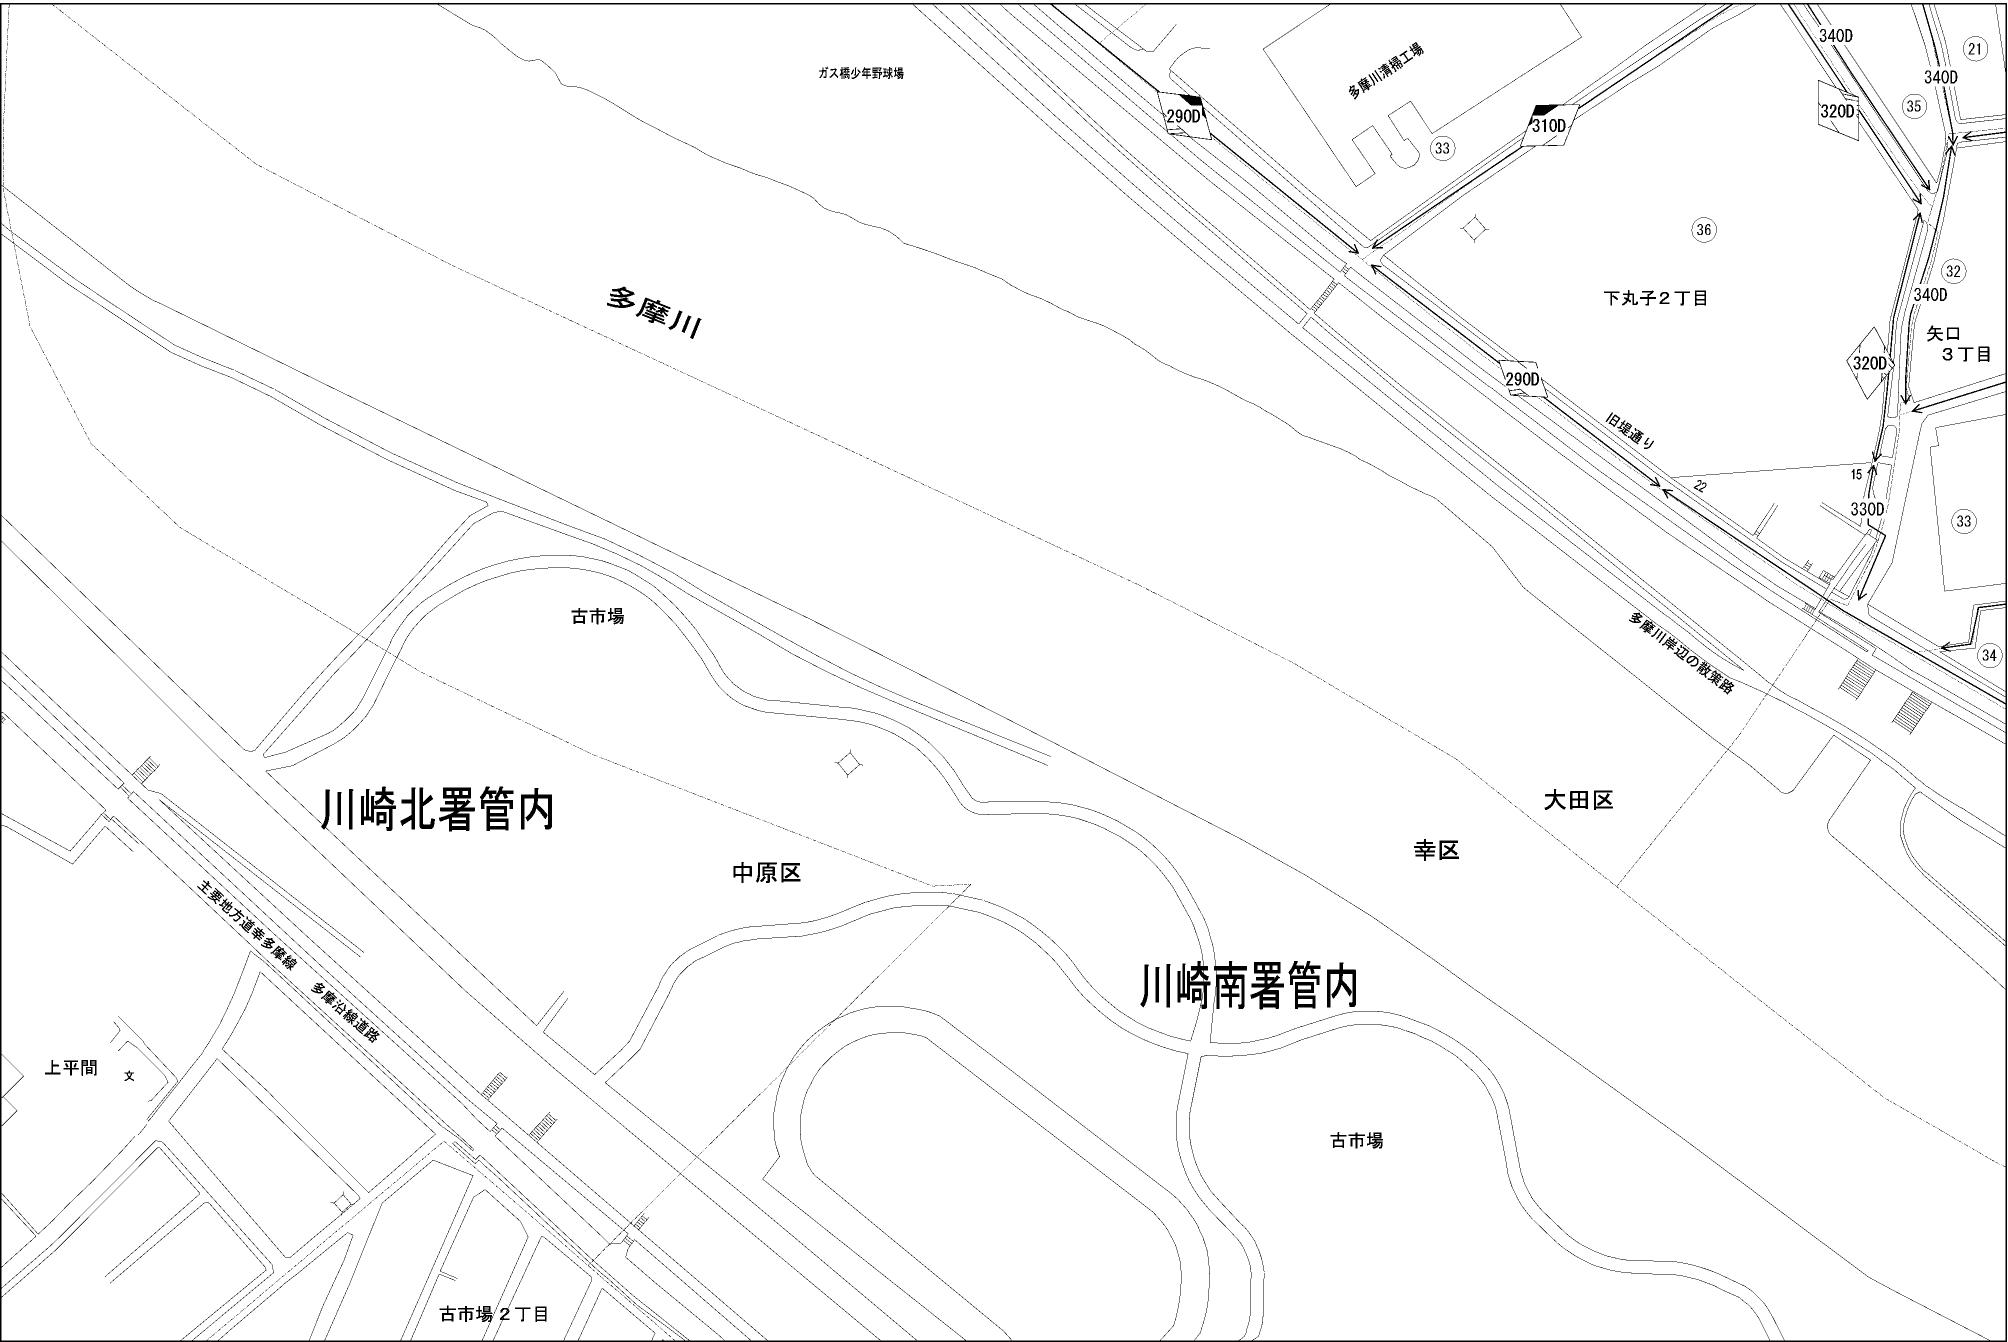 340D
21
ガス橋少年野球場
多摩川清掃工場
340D
35
290D
310D
320D
33
36
32
多摩川
下丸子2丁目
340D
矢口
3丁目
320D
290D
旧堤通り
15
22
330D
33
古市場
多摩川岸辺の散策路
34
川崎北署管内
大田区
幸区
中原区
主要地方道幸多摩線
多摩沿線道路
川崎南署管内
上平間
文
古市場
古市場2丁目